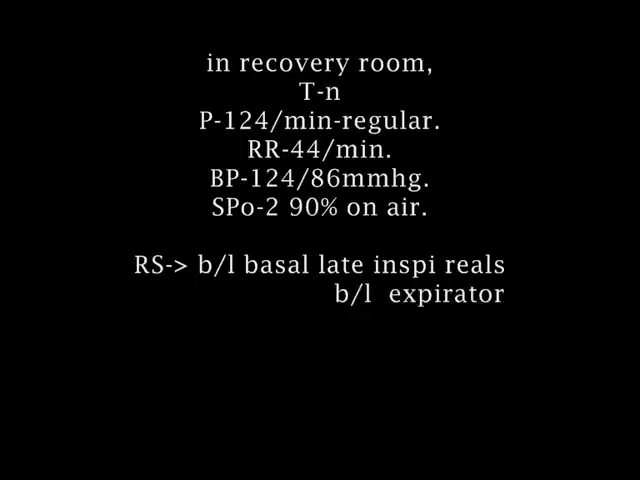 in recovery room,
T-n
P-124/min-regular.
RR-44/min.
BP-124/86mmhg.
SPo-2 90% on air.
RS-> b/l basal late inspi reals
b/l expirator